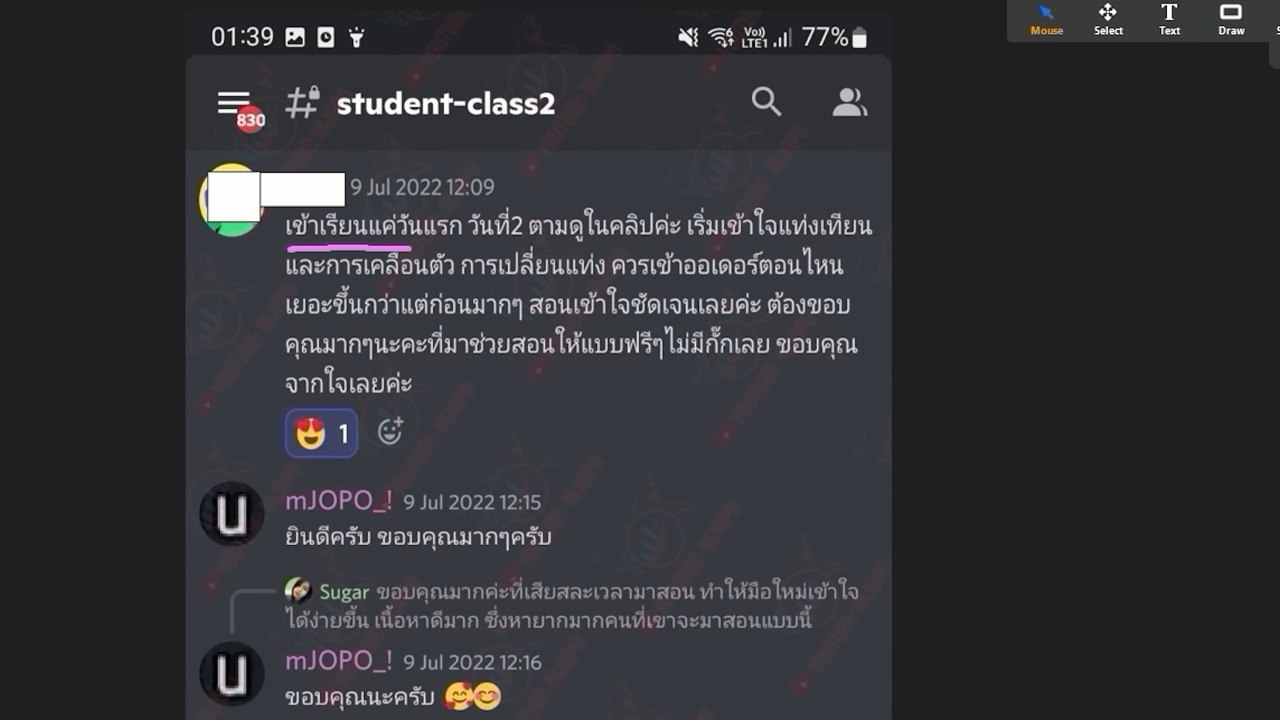 01:39
Vo)
LTE1
77%
Mouse
Select
Text
Draw
830
student-class2
9 Jul 2022 12:09
เข้าเรียนแค่วันแรก วันที่2 ตามดูในคลิปค่ะ เริ่มเข้าใจแท่งเทียน
และการเคลื่อนตัว การเปลี่ยนแท่ง ควรเข้าออเดอร์ตอนไหน
เยอะขึ้นกว่าแต่ก่อนมากๆ สอนเข้าใจชัดเจนเลยค่ะ ต้องขอบ
คุณมากๆนะคะที่มาช่วยสอนให้แบบฟรีๆไม่มีกั๊กเลย ขอบคุณ
จากใจเลยค่ะ
1
mJOPO_! 9 Jul 2022 12:15
ยินดีครับ ขอบคุณมากๆครับ
Sugar ขอบคุณมากค่ะที่เสียสละเวลามาสอน ทำให้มือใหม่เข้าใจ
ได้ง่ายขึ้น เนื้อหาดีมาก ซึ่งหายากมากคนที่เขาจะมาสอนแบบนี้
mJOPO_! 9 Jul 2022 12:16
ขอบคุณนะครับ 🥰😊